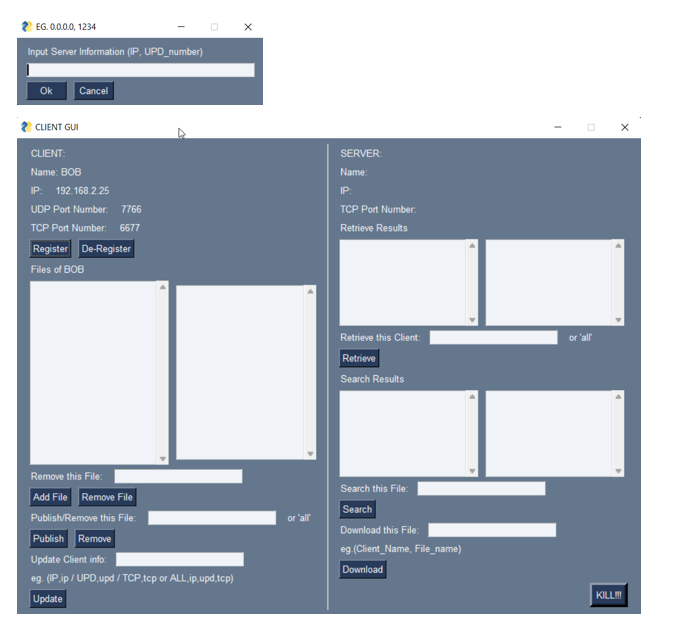 EG. 0.0.0.0, 1234
Input Server Information (IP, UPD_number)
Ok Cancel
CLIENT GUI
CLIENT:
Name: BOB
IP: 192.168.2.25
UDP Port Number: 7766
TCP Port Number: 6677
Register De-Register
Files of BOB
Remove this File:
Add File Remove File
Publish/Remove this File: or 'all'
Publish Remove
Update Client info:
eg. (IP,ip / UPD,upd / TCP,tcp or ALL,ip,upd,tcp)
Update
SERVER:
Name:
IP:
TCP Port Number:
Retrieve Results
Retrieve this Client: or 'all'
Retrieve
Search Results
Search this File:
Search
Download this File:
eg.(Client_Name, File_name)
Download
KILL!!!